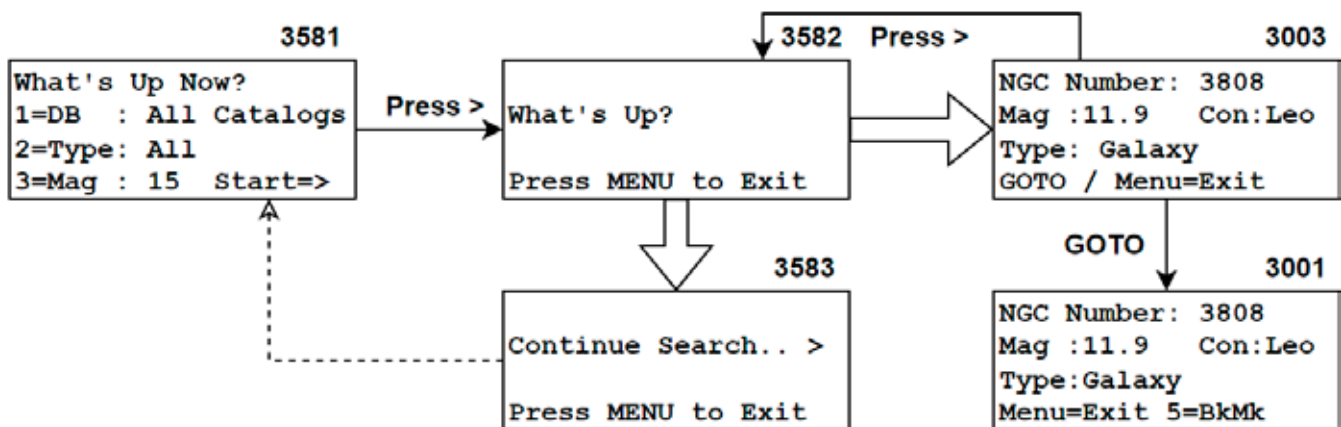 3581
What's Up Now?
1=DB  : All Catalogs
2=Type: All
3=Mag : 15  Start=>
Press >
3582
What's Up?
Press MENU to Exit
Press >
3003
NGC Number: 3808
Mag :11.9   Con:Leo
Type: Galaxy
GOTO / Menu=Exit
3583
Continue Search.. >
Press MENU to Exit
GOTO
3001
NGC Number: 3808
Mag :11.9   Con:Leo
Type:Galaxy
Menu=Exit 5=BkMk